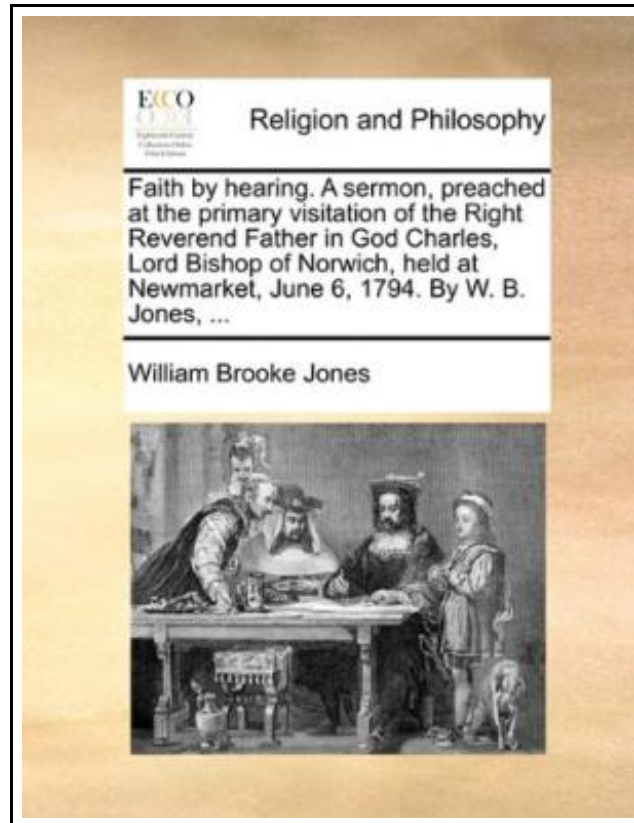 ECCO
Religion and Philosophy
Faith by hearing. A sermon, preached
at the primary visitation of the Right
Reverend Father in God Charles,
Lord Bishop of Norwich, held at
Newmarket, June 6, 1794. By W. B.
Jones, ...
William Brooke Jones